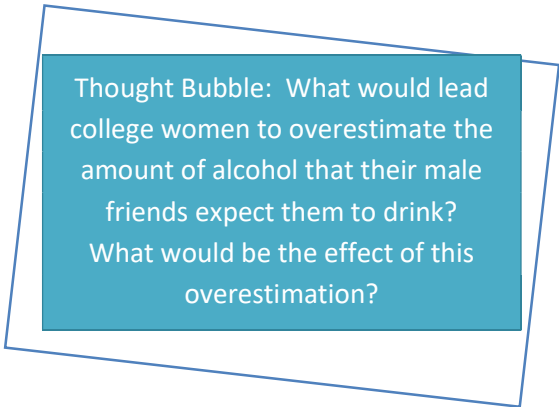 Thought Bubble:  What would lead
college women to overestimate the
amount of alcohol that their male
friends expect them to drink?
What would be the effect of this
overestimation?